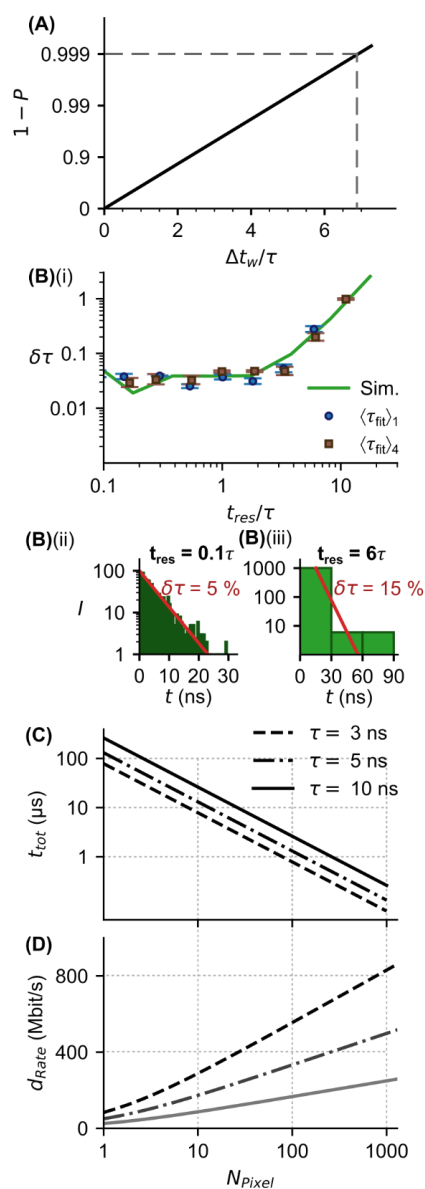 (A)
0.999
0.99
0.9
0
1 − P
0 2 4 6
Δt_w/τ
(B)(i)
1
0.10
0.01
δτ
Sim.
⟨τ_fit⟩_1
⟨τ_fit⟩_4
0.1 1 10
t_res/τ
(B)(ii) t_res = 0.1τ
100
10
1
I
δτ = 5 %
0 10 20 30
t (ns)
(B)(iii) t_res = 6τ
1000
100
10
1
δτ = 15 %
0 30 60 90
t (ns)
(C)
τ = 3 ns
τ = 5 ns
τ = 10 ns
100
10
1
t_tot (µs)
(D)
800
400
0
d_Rate (Mbit/s)
1 10 100 1000
N_Pixel